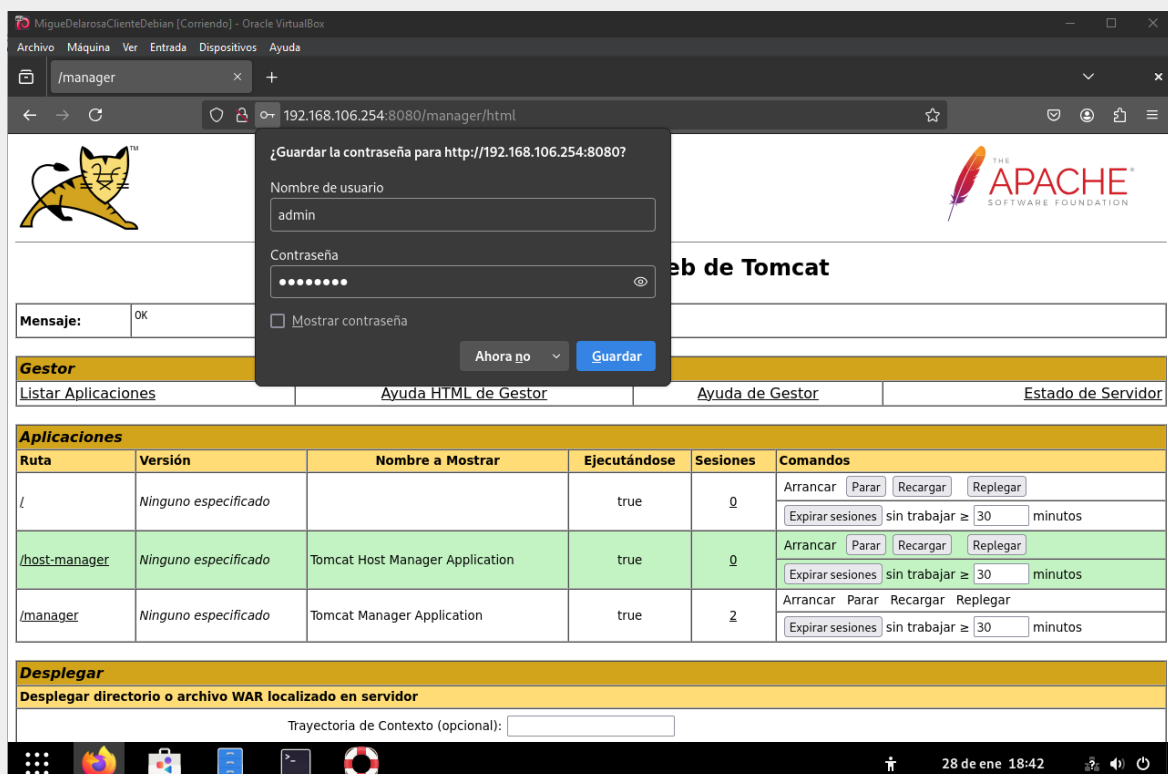 MigueDelarosaClienteDebian [Corriendo] - Oracle VirtualBox
Archivo Máquina Ver Entrada Dispositivos Ayuda
/manager
192.168.106.254:8080/manager/html
¿Guardar la contraseña para http://192.168.106.254:8080?
Nombre de usuario
admin
Contraseña
Mostrar contraseña
Ahora no Guardar
TM
THE
APACHE
SOFTWARE FOUNDATION
eb de Tomcat
Mensaje: OK
Gestor
Listar Aplicaciones Ayuda HTML de Gestor Ayuda de Gestor Estado de Servidor
Aplicaciones
Ruta Versión Nombre a Mostrar Ejecutándose Sesiones Comandos
/ Ninguno especificado true 0 Arrancar Parar Recargar Replegar
Expirar sesiones sin trabajar ≥ 30 minutos
/host-manager Ninguno especificado Tomcat Host Manager Application true 0 Arrancar Parar Recargar Replegar
Expirar sesiones sin trabajar ≥ 30 minutos
/manager Ninguno especificado Tomcat Manager Application true 2 Arrancar Parar Recargar Replegar
Expirar sesiones sin trabajar ≥ 30 minutos
Desplegar
Desplegar directorio o archivo WAR localizado en servidor
Trayectoria de Contexto (opcional):
28 de ene 18:42